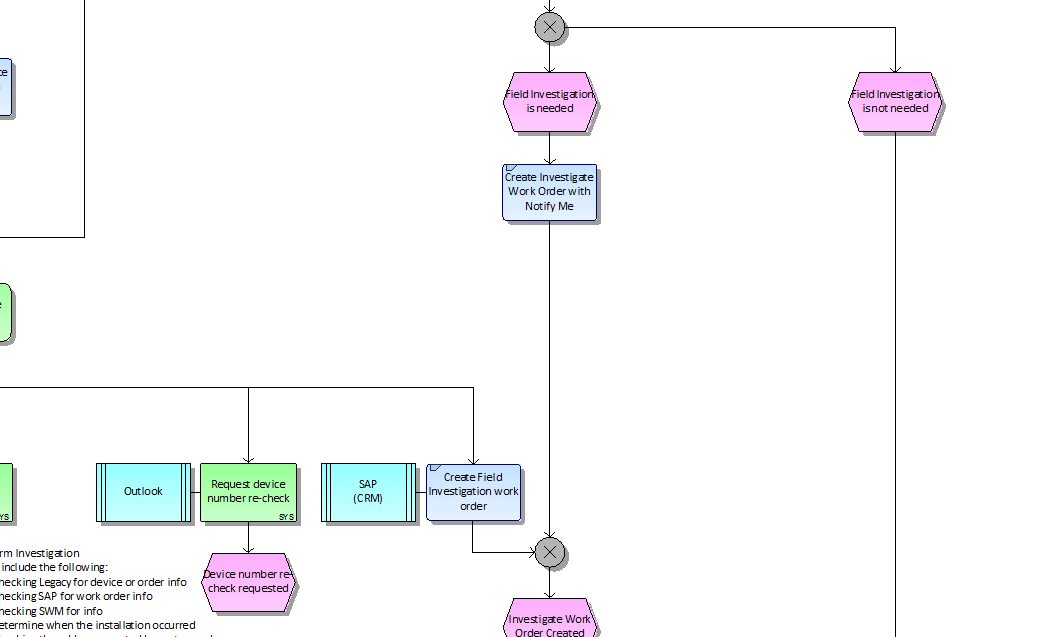 ce
Field Investigation
is needed
Field Investigation
is not needed
Create Investigate
Work Order with
Notify Me
e
YS
Outlook
Request device
number re-check
SYS
SAP
(CRM)
Create Field
Investigation work
order
rm Investigation
include the following:
hecking Legacy for device or order info
hecking SAP for work order info
hecking SWM for info
etermine when the installation occurred
Device number re-
check requested
Investigate Work
Order Created